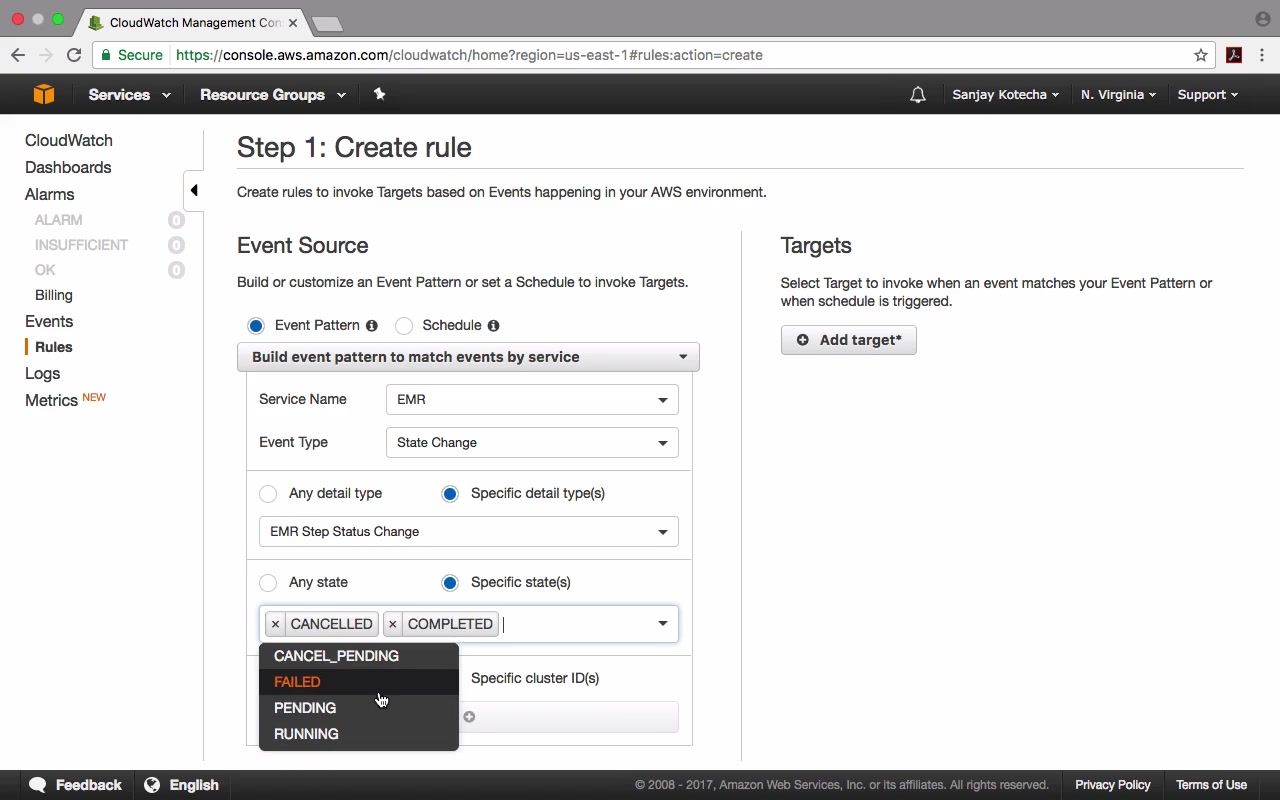 CloudWatch Management Con
Secure https://console.aws.amazon.com/cloudwatch/home?region=us-east-1#rules:action=create
Services Resource Groups Sanjay Kotecha N. Virginia Support
CloudWatch
Dashboards
Alarms
ALARM 0
INSUFFICIENT 0
OK 0
Billing
Events
Rules
Logs
Metrics NEW
Step 1: Create rule
Create rules to invoke Targets based on Events happening in your AWS environment.
Event Source
Build or customize an Event Pattern or set a Schedule to invoke Targets.
Event Pattern Schedule
Build event pattern to match events by service
Service Name EMR
Event Type State Change
Any detail type Specific detail type(s)
EMR Step Status Change
Any state Specific state(s)
× CANCELLED × COMPLETED
CANCEL_PENDING
FAILED
PENDING
RUNNING
Specific cluster ID(s)
Targets
Select Target to invoke when an event matches your Event Pattern or
when schedule is triggered.
Add target*
Feedback English © 2008 - 2017, Amazon Web Services, Inc. or its affiliates. All rights reserved. Privacy Policy Terms of Use